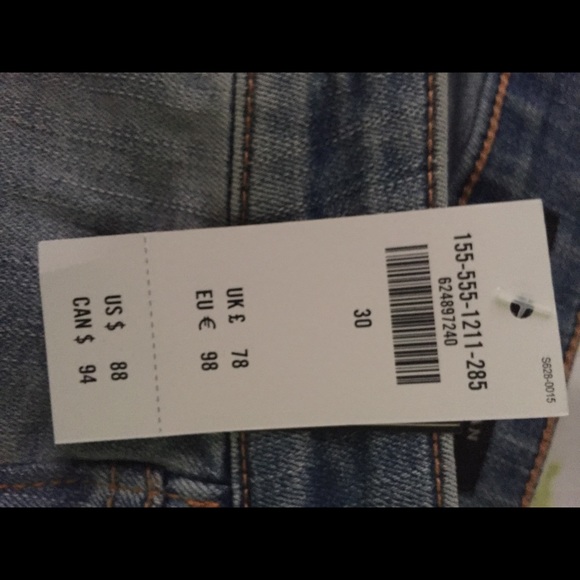 S628-0015
155-555-1211-285
624897240
30
UK £ 78
EU € 98
US $ 88
CAN $ 94